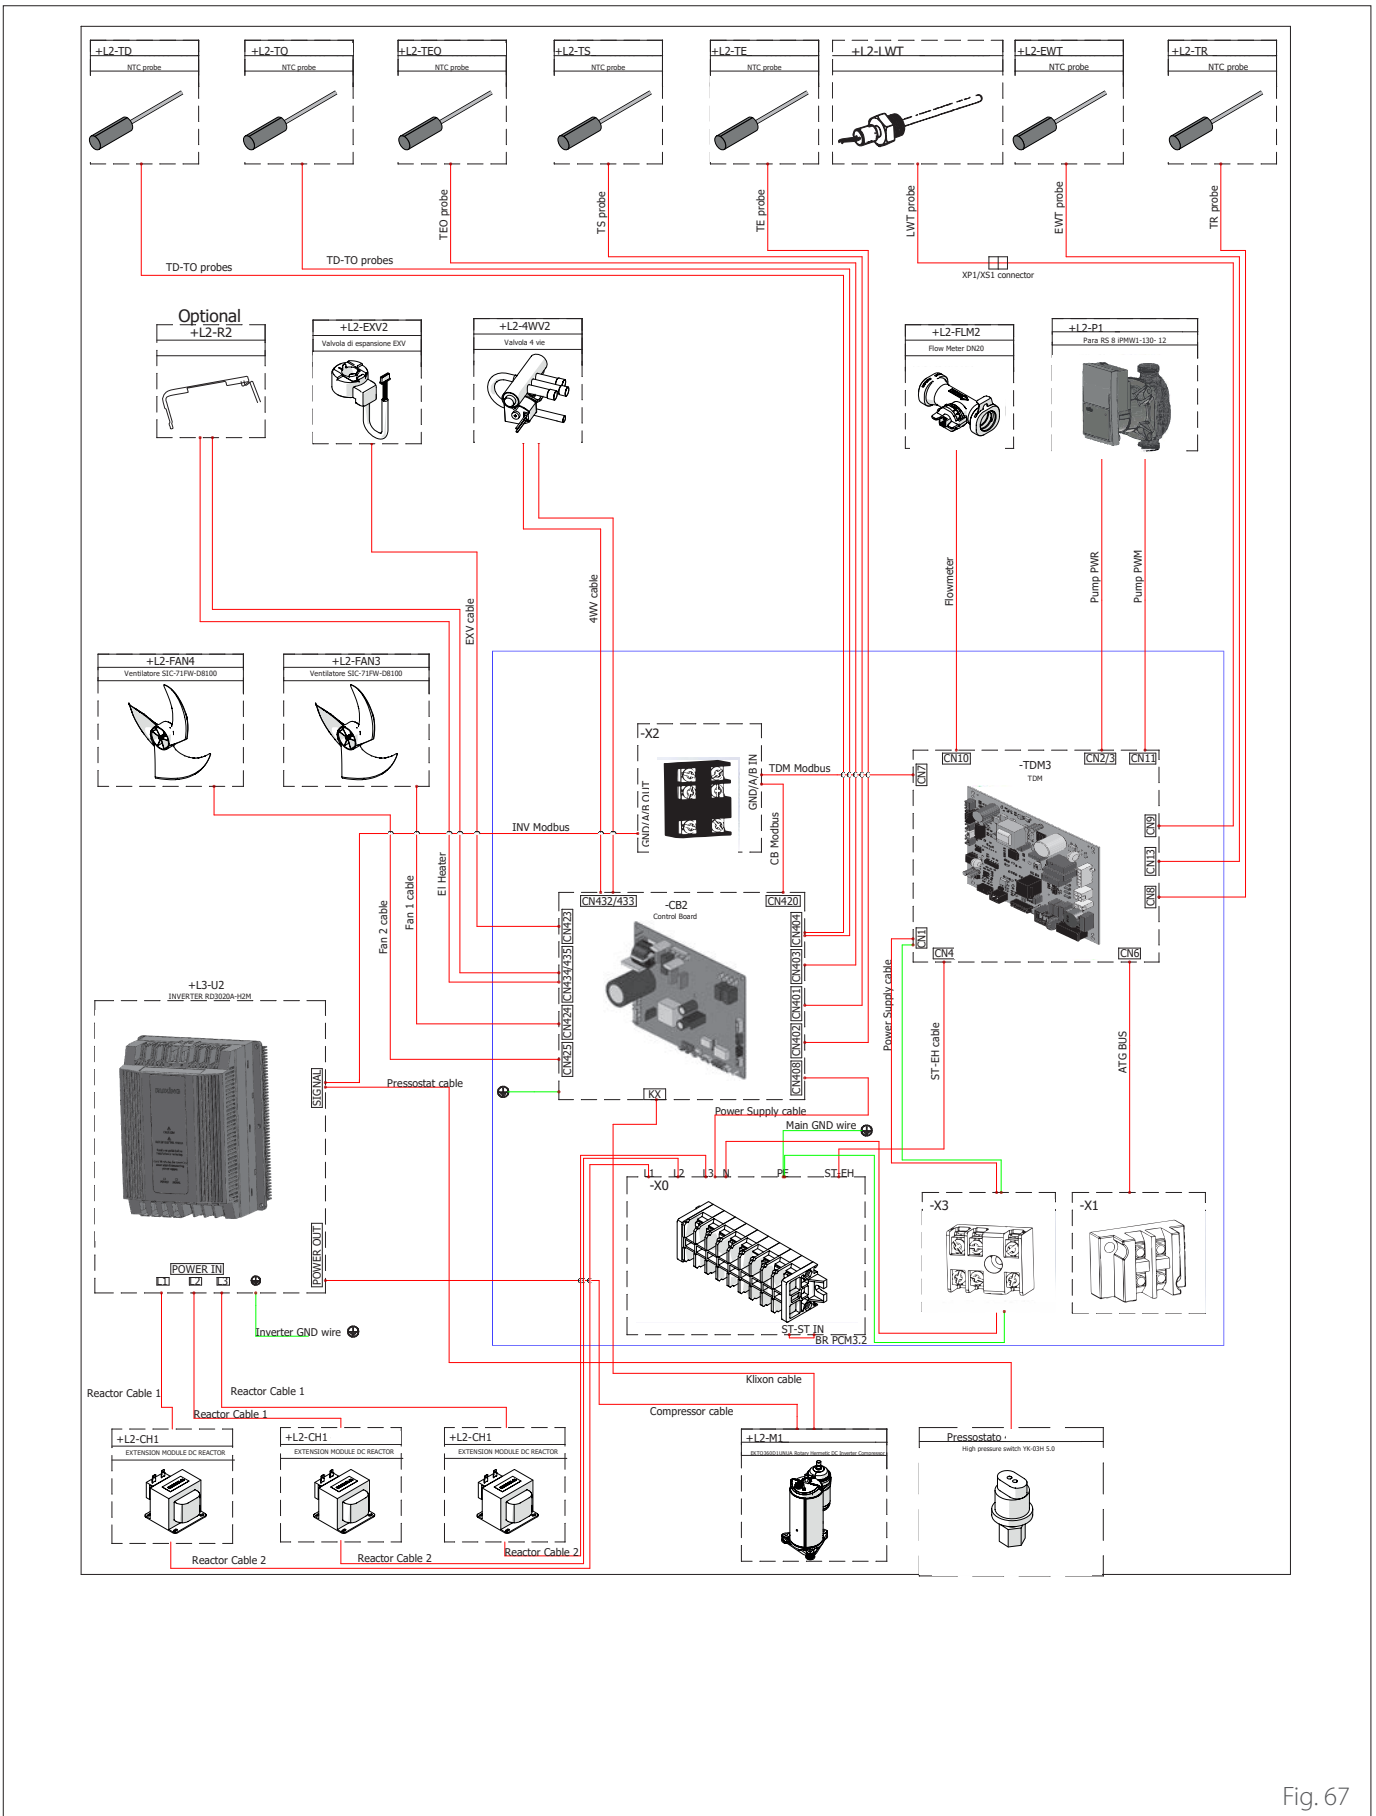 +L2-TD
+L2-TO
+L2-TEO
+L2-TS
+L2-TE
+L2-LWT
+L2-EWT
+L2-TR
NTC probe
NTC probe
NTC probe
NTC probe
NTC probe
NTC probe
NTC probe
TEO probe
TS probe
TE probe
LWT probe
EWT probe
TR probe
TD-TO probes
TD-TO probes
XP1/XS1 connector
Optional
+L2-R2
+L2-EXV2
Valvola di espansione EXV
+L2-4WV2
Valvola 4 vie
+L2-FLM2
Flow Meter DN20
+L2-P1
Para RS 8 iPMW1-130- 12
EXV cable
4WV cable
Flowmeter
Pump PWR
Pump PWM
+L2-FAN4
Ventilatore SIC-71FW-D8100
+L2-FAN3
Ventilatore SIC-71FW-D8100
-X2
GND/A/B OUT
GND/A/B IN
TDM Modbus
INV Modbus
CB Modbus
CN7
CN10
CN2/3
CN11
-TDM3
TDM
CN9
CN13
CN8
CN1
CN4
CN6
Fan 2 cable
Fan 1 cable
El Heater
CN432/433
CN420
-CB2
Control Board
CN423
CN434/435
CN424
CN425
CN404
CN403
CN401
CN402
CN408
KX
Power Supply cable
ST-EH cable
ATG BUS
+L3-U2
INVERTER RD3020A-H2M
SIGNAL
POWER OUT
POWER IN
L1
L2
L3
Pressostat cable
Power Supply cable
Main GND wire
L1
L2
L3
N
PE
ST-EH
-X0
ST-ST IN
BR PCM3.2
-X3
-X1
Inverter GND wire
Reactor Cable 1
Reactor Cable 1
Reactor Cable 1
Klixon cable
Compressor cable
+L2-CH1
EXTENSION MODULE DC REACTOR
+L2-CH1
EXTENSION MODULE DC REACTOR
+L2-CH1
EXTENSION MODULE DC REACTOR
+L2-M1
EKTQ360D1UNUA Rotary Hermetic DC Inverter Compressor
Pressostato
High pressure switch YK-03H 5.0
Reactor Cable 2
Reactor Cable 2
Reactor Cable 2
Fig. 67